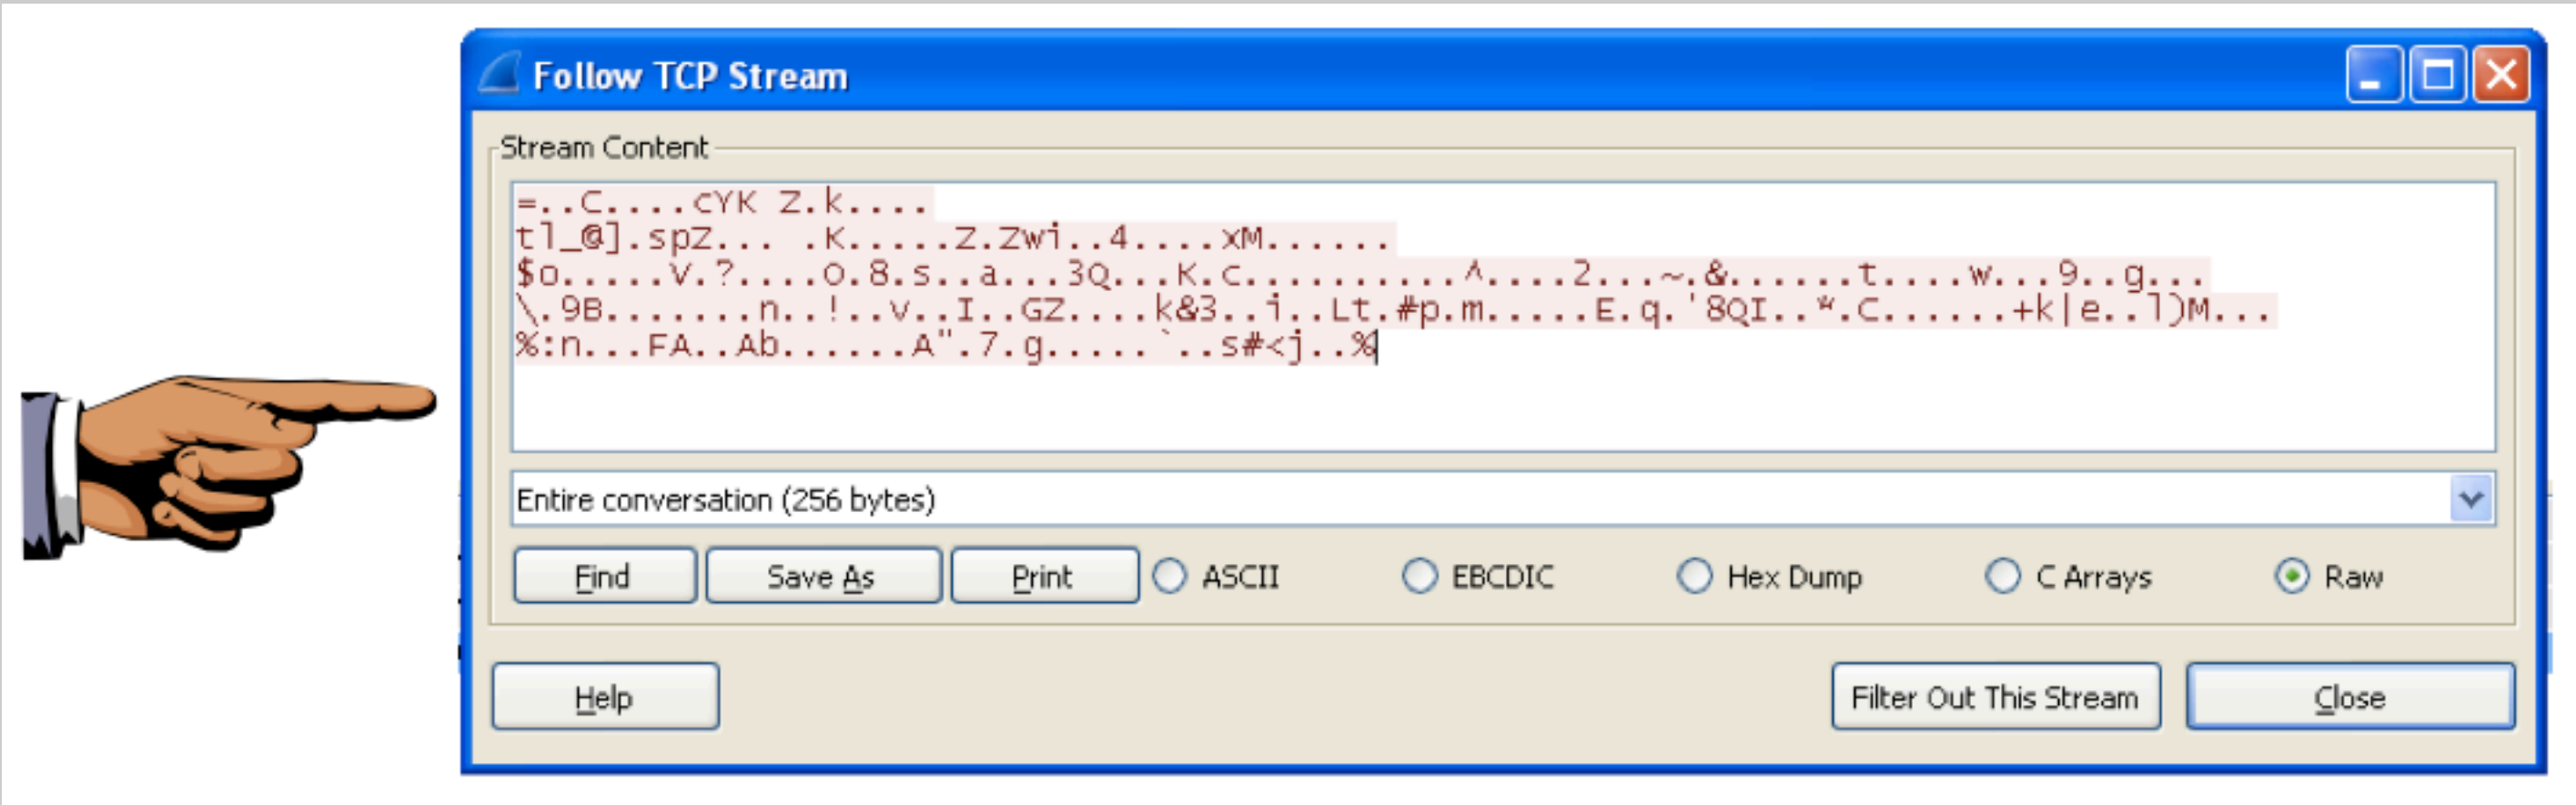 Follow TCP Stream
Stream Content
=..C....cYK Z.k....
tl_@].spZ... .K.....Z.Zwi..4....xM......
$o.....V.?....O.8.s..a...3Q...K.c..........^....2...~.&......t....w...9..g...
\.9B.......n..!..v..I..GZ....k&3..i..Lt.#p.m.....E.q.'8QI..*.C......+k|e..l)M...
%:n...FA..Ab......A".7.g.....`..s#<j..%
Entire conversation (256 bytes)
Find Save As Print ASCII EBCDIC Hex Dump C Arrays Raw
Help Filter Out This Stream Close